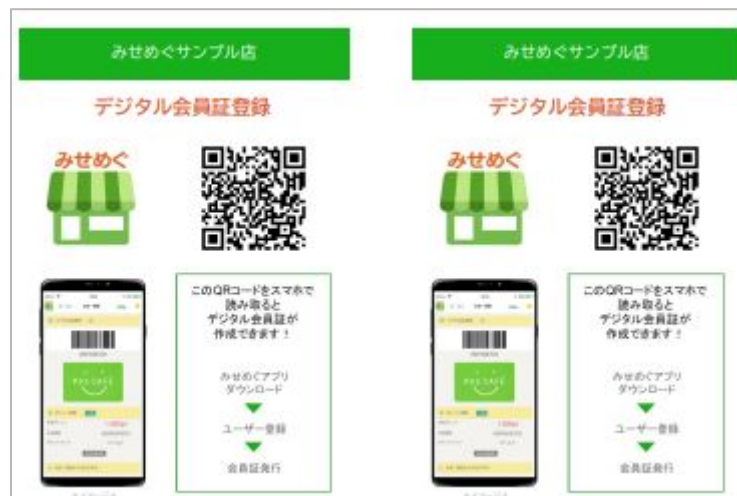 みせめぐサンプル店
デジタル会員証登録
みせめぐ
このQRコードをスマホで
読み取ると
デジタル会員証が
作成できます！
みせめぐアプリ
ダウンロード
ユーザー登録
会員証発行
みせめぐサンプル店
デジタル会員証登録
みせめぐ
このQRコードをスマホで
読み取ると
デジタル会員証が
作成できます！
みせめぐアプリ
ダウンロード
ユーザー登録
会員証発行